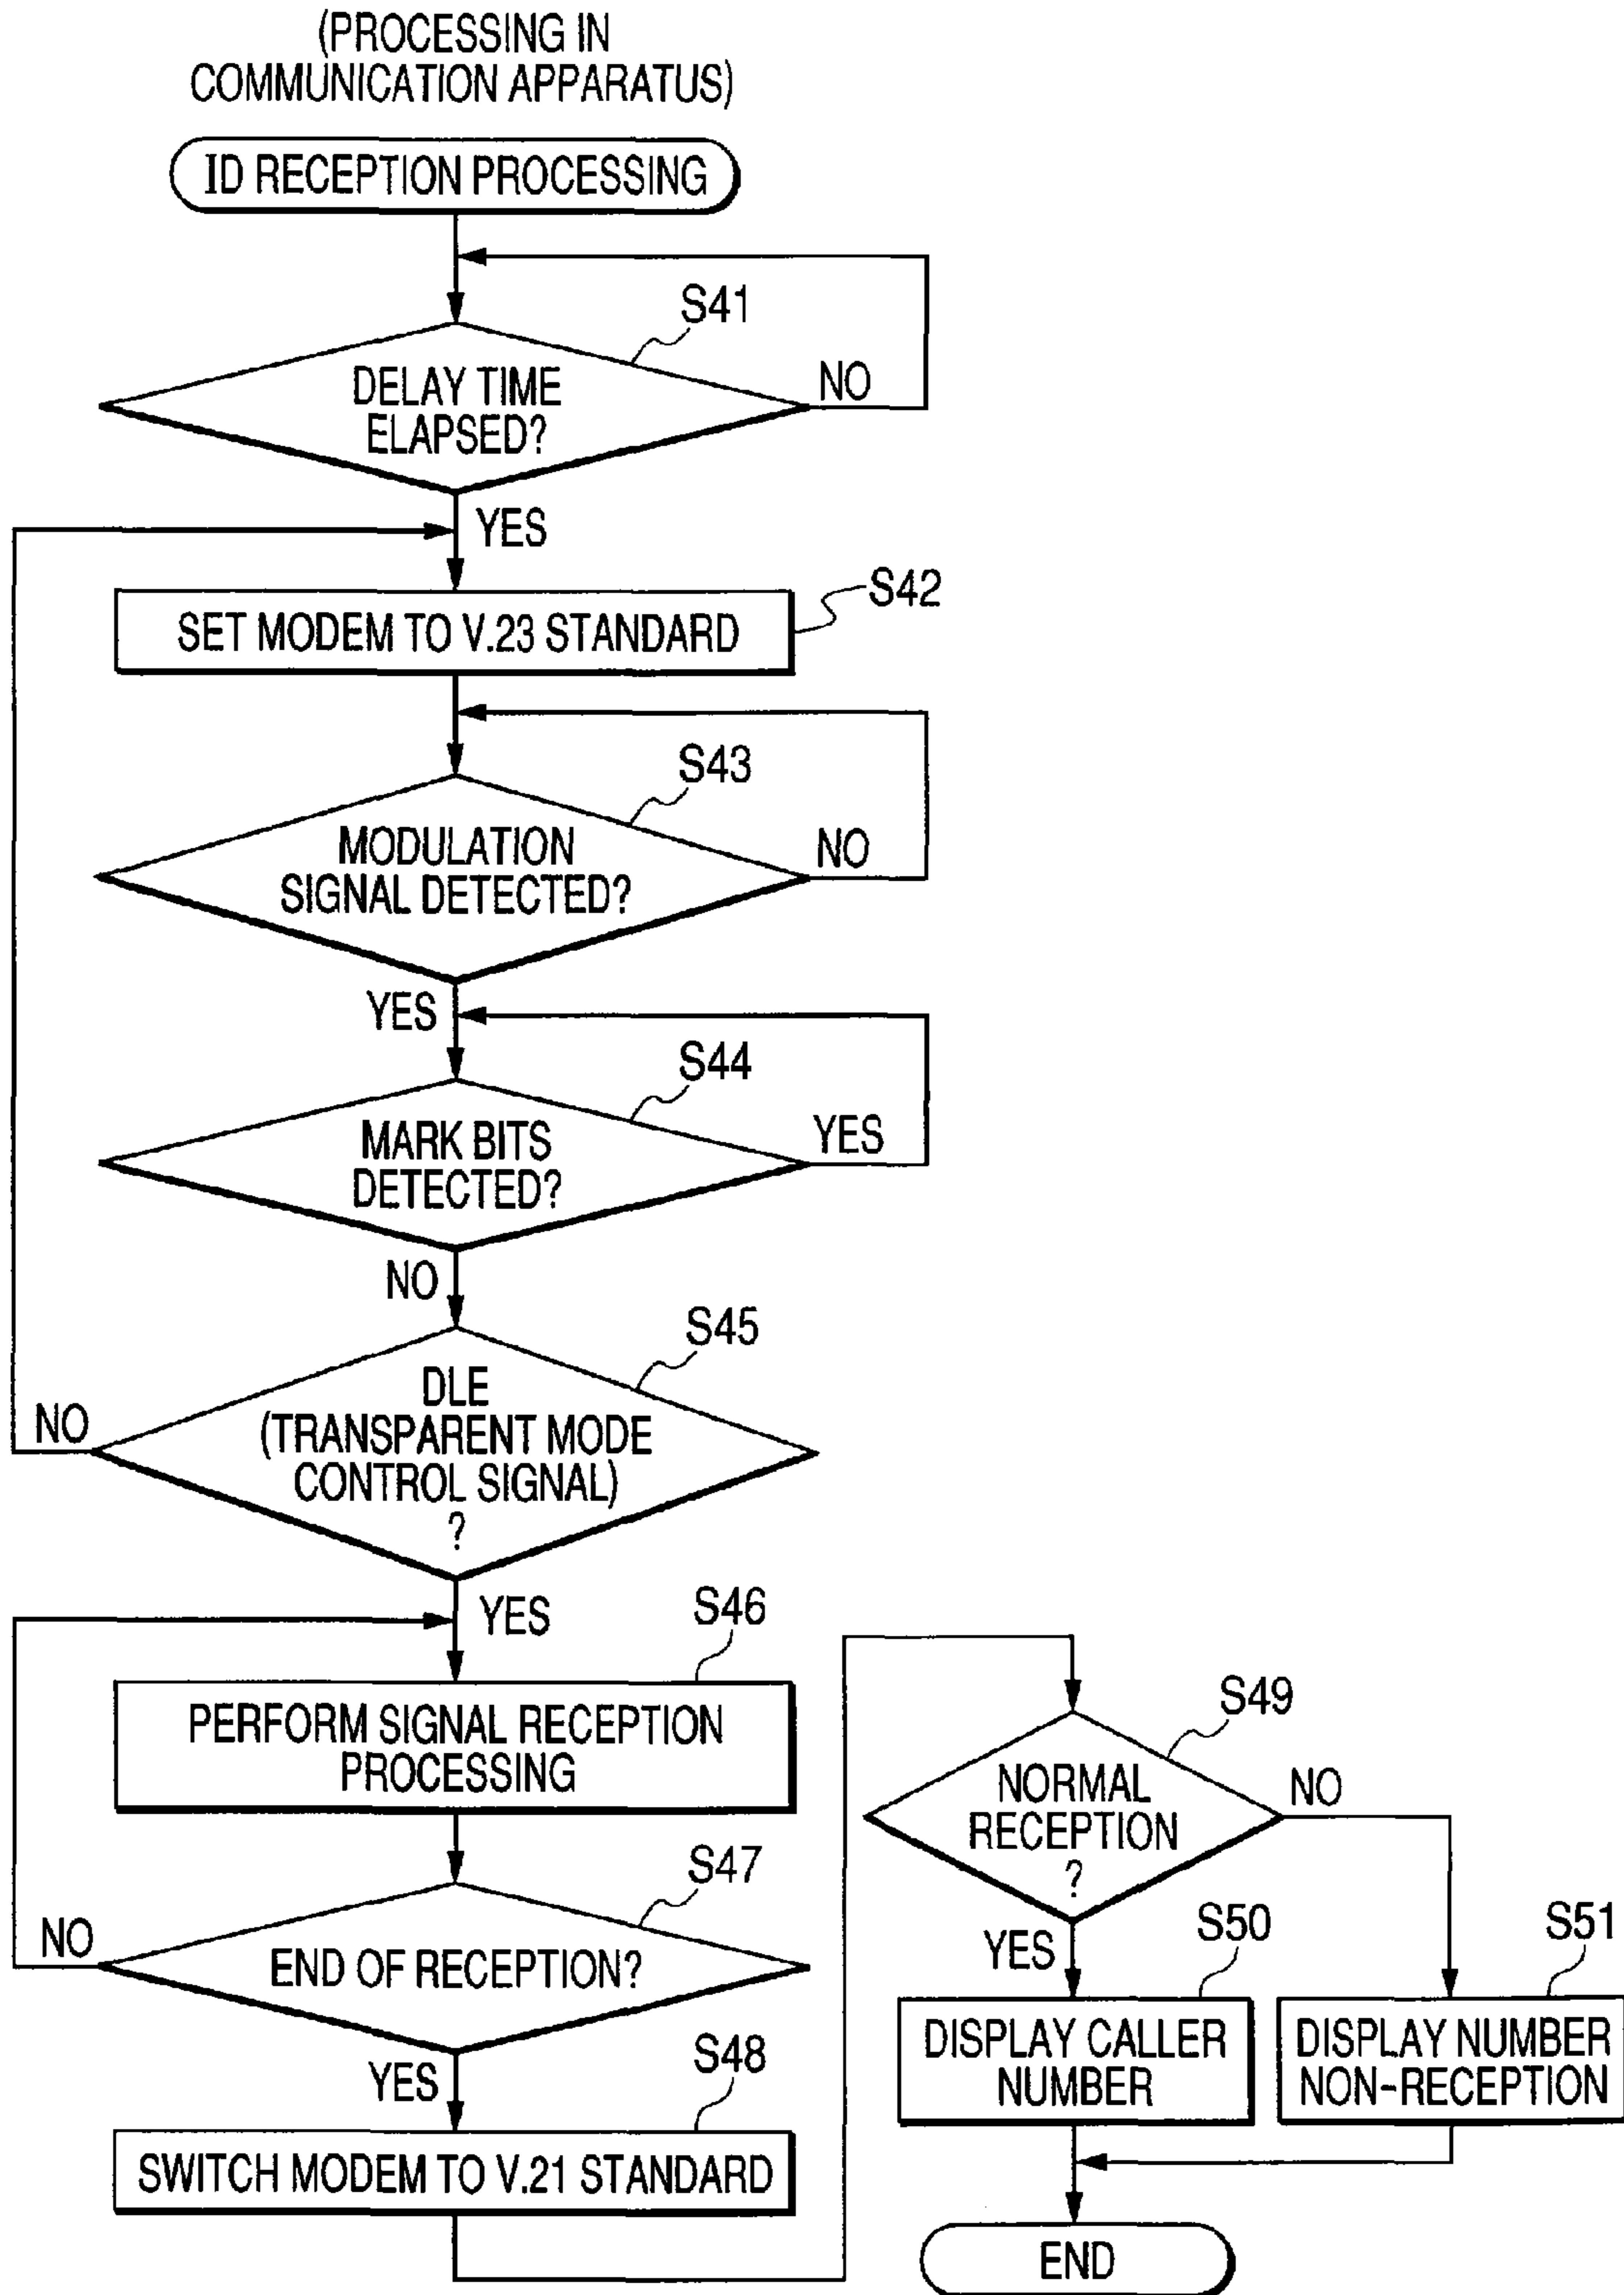 (PROCESSING IN
COMMUNICATION APPARATUS)
ID RECEPTION PROCESSING
S41
DELAY TIME
ELAPSED?
NO
YES
S42
SET MODEM TO V.23 STANDARD
S43
MODULATION
SIGNAL DETECTED?
NO
YES
S44
MARK BITS
DETECTED?
YES
NO
S45
DLE
(TRANSPARENT MODE
CONTROL SIGNAL)
?
NO
YES
S46
PERFORM SIGNAL RECEPTION
PROCESSING
S47
END OF RECEPTION?
NO
YES
S48
SWITCH MODEM TO V.21 STANDARD
S49
NORMAL
RECEPTION
?
NO
YES
S50
DISPLAY CALLER
NUMBER
S51
DISPLAY NUMBER
NON-RECEPTION
END